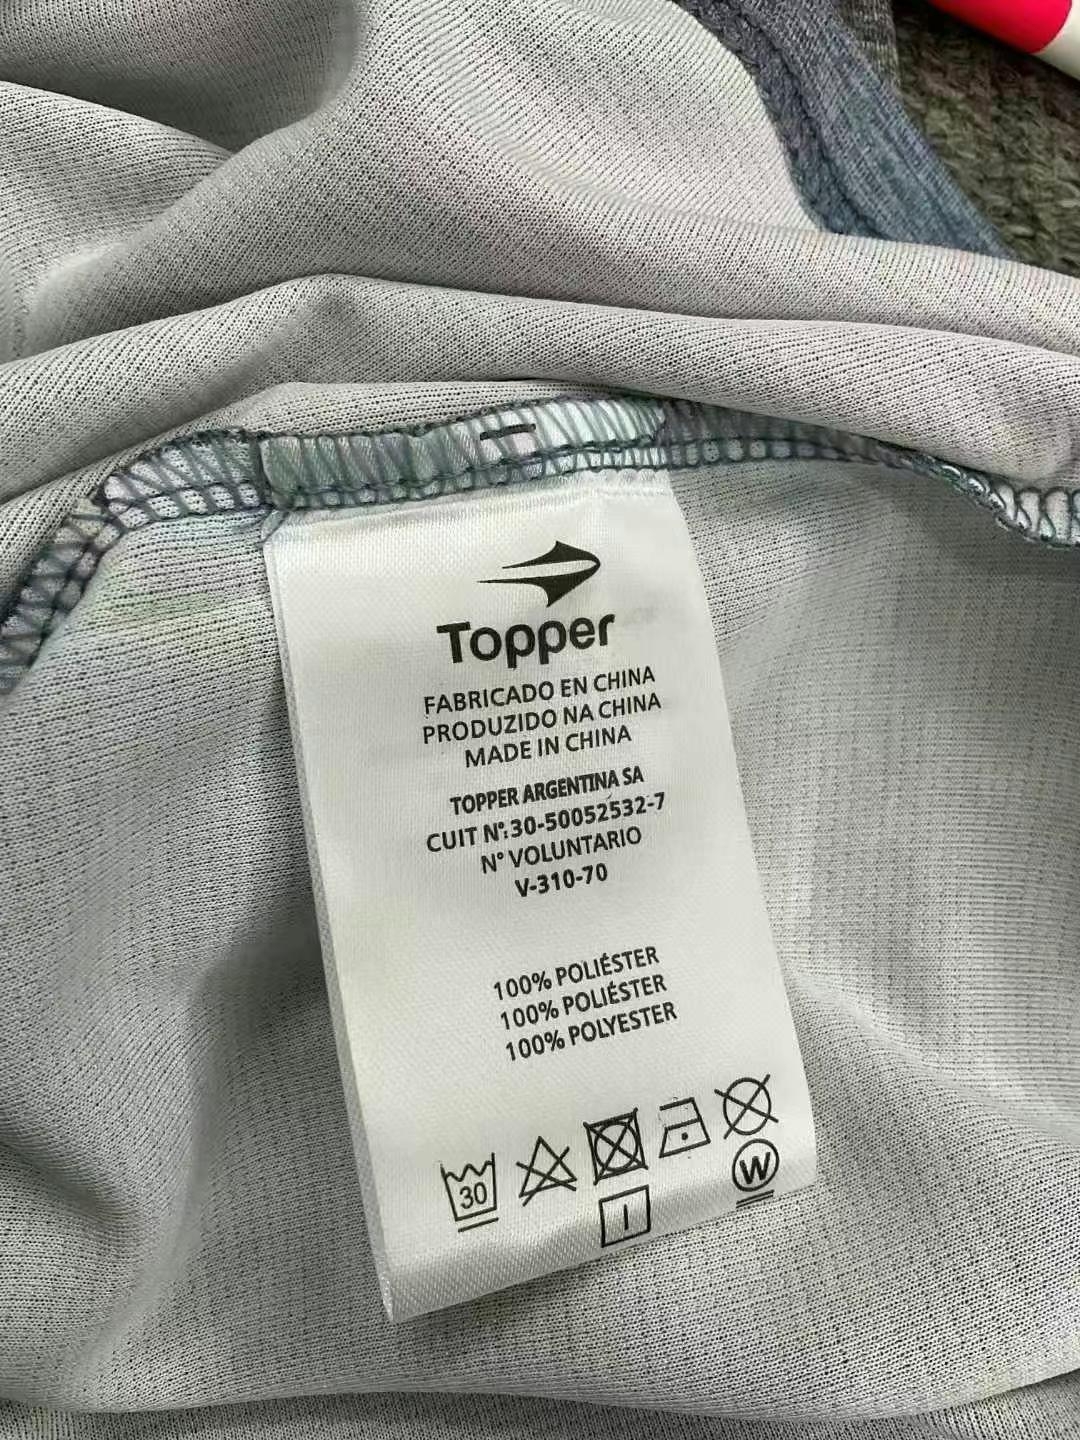 Topper
FABRICADO EN CHINA
PRODUZIDO NA CHINA
MADE IN CHINA
TOPPER ARGENTINA SA
CUIT N°:30-50052532-7
N° VOLUNTARIO
V-310-70
100% POLIÉSTER
100% POLIÉSTER
100% POLYESTER
30
W